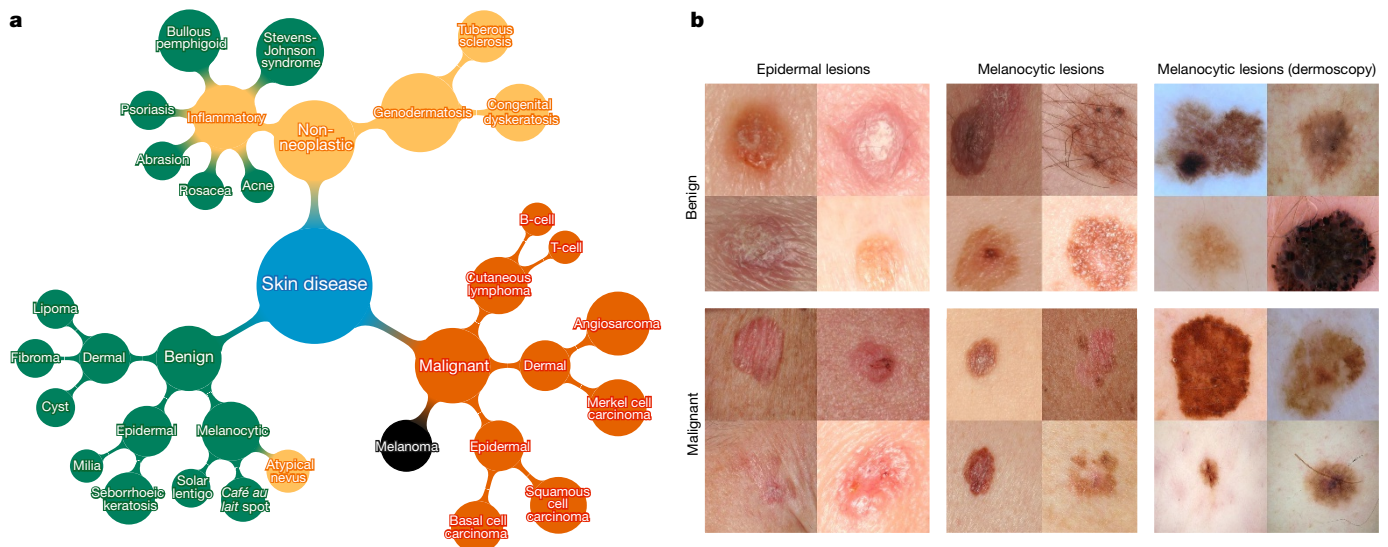 a
Bullous
pemphigoid
Stevens-
Johnson
syndrome
Tuberous
sclerosis
Psoriasis
Inflammatory
Non-
neoplastic
Genodermatosis
Congenital
dyskeratosis
Abrasion
Rosacea
Acne
B-cell
T-cell
Cutaneous
lymphoma
Skin disease
Lipoma
Fibroma
Dermal
Benign
Cyst
Malignant
Dermal
Angiosarcoma
Merkel cell
carcinoma
Epidermal
Melanocytic
Melanoma
Epidermal
Milia
Seborrhoeic
keratosis
Solar
lentigo
Café au
lait spot
Atypical
nevus
Basal cell
carcinoma
Squamous
cell
carcinoma
b
Epidermal lesions
Melanocytic lesions
Melanocytic lesions (dermoscopy)
Benign
Malignant